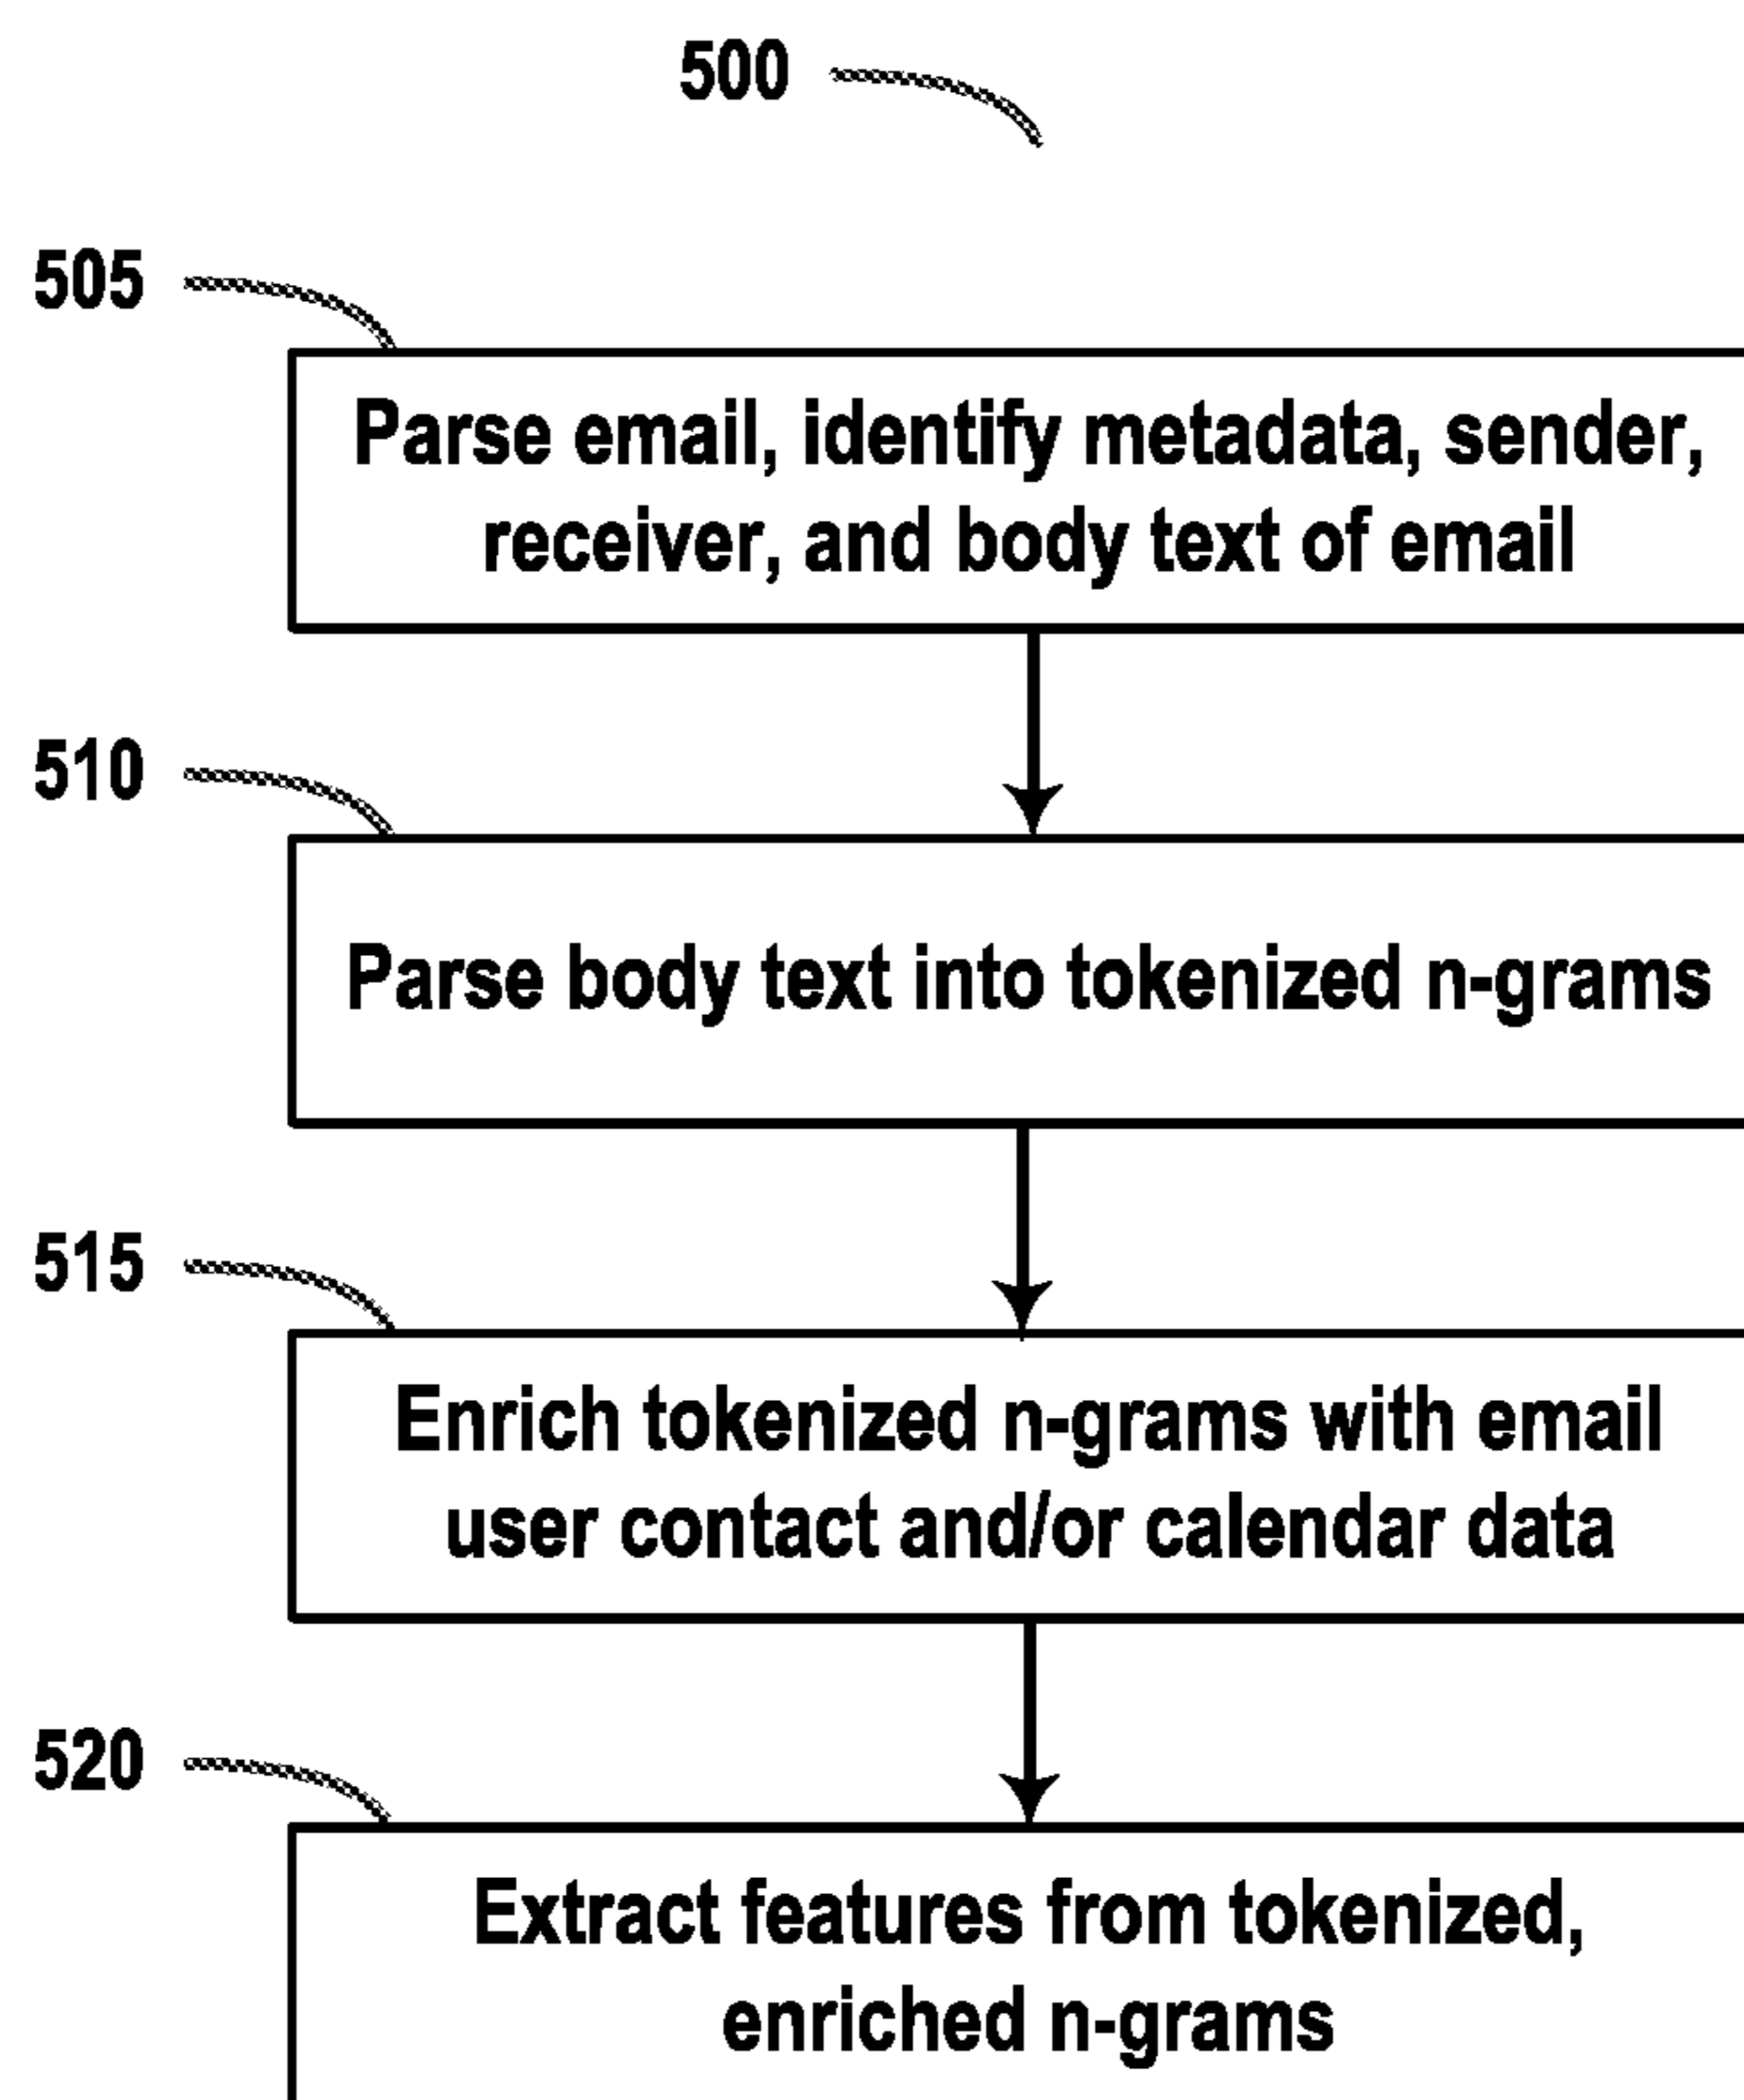 500
505
Parse email, identify metadata, sender,
receiver, and body text of email
510
Parse body text into tokenized n-grams
515
Enrich tokenized n-grams with email
user contact and/or calendar data
520
Extract features from tokenized,
enriched n-grams